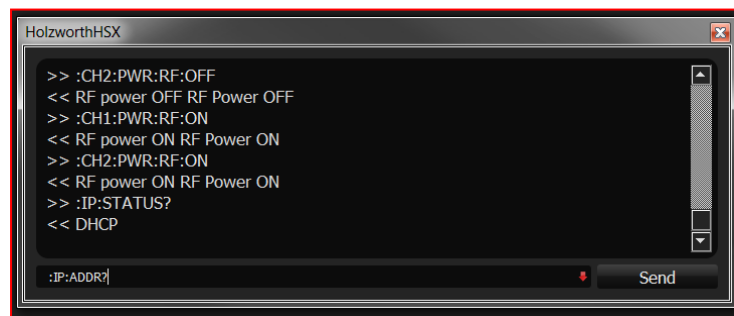 HolzworthHSX
>> :CH2:PWR:RF:OFF
<< RF power OFF RF Power OFF
>> :CH1:PWR:RF:ON
<< RF power ON RF Power ON
>> :CH2:PWR:RF:ON
<< RF power ON RF Power ON
>> :IP:STATUS?
<< DHCP
:IP:ADDR?
Send